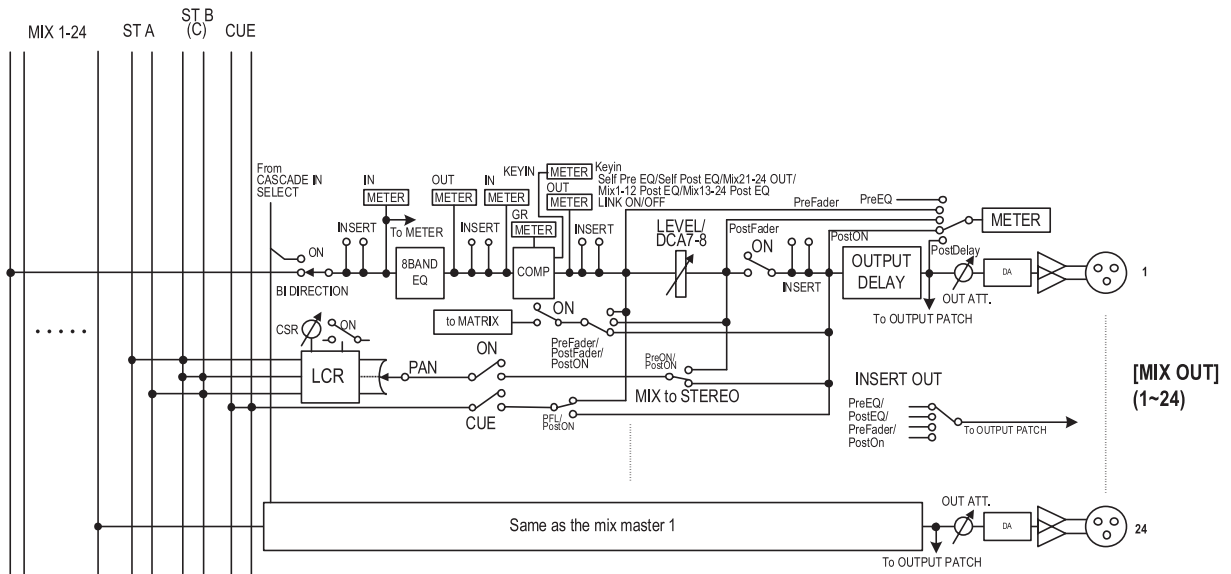 MIX 1-24
ST A
ST B
(C)
CUE
From
CASCADE IN
SELECT
ON
BI DIRECTION
INSERT
IN
METER
To METER
8BAND
EQ
OUT
METER
INSERT
IN
METER
KEYIN
METER
Keyin
Self Pre EQ/Self Post EQ/Mix21-24 OUT/
Mix1-12 Post EQ/Mix13-24 Post EQ
LINK ON/OFF
OUT
METER
GR
METER
COMP
INSERT
LEVEL/
DCA7-8
PreFader
PreEQ
PostFader
ON
PostON
METER
PostDelay
INSERT
OUTPUT
DELAY
OUT ATT.
DA
1
To OUTPUT PATCH
to MATRIX
ON
PreFader/
PostFader/
PostON
CSR
ON
LCR
PAN
ON
PreON/
PostON
MIX to STEREO
CUE
PFL/
PostON
INSERT OUT
PreEQ/
PostEQ/
PreFader/
PostOn
To OUTPUT PATCH
[MIX OUT]
(1~24)
Same as the mix master 1
OUT ATT.
DA
24
To OUTPUT PATCH